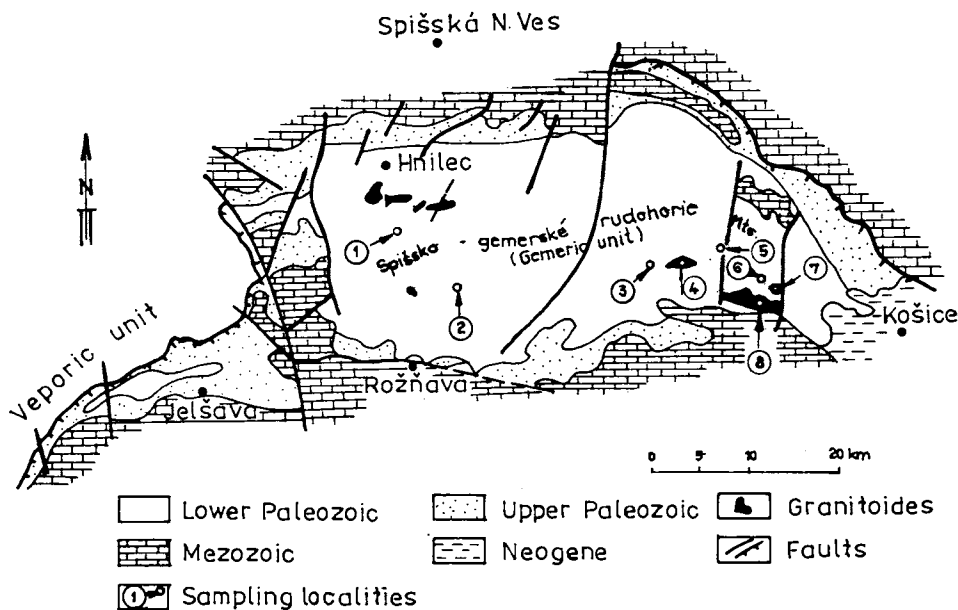 Spišská N. Ves
N
Hnilec
Spišsko - gemerské rudohorie Mts.
(Gemeric unit)
1
2
3
4
5
6
7
8
Košice
Veporic unit
Rožňava
Jelšava
0 5 10 20 km
Lower Paleozoic
Upper Paleozoic
Granitoides
Mezozoic
Neogene
Faults
1 Sampling localities